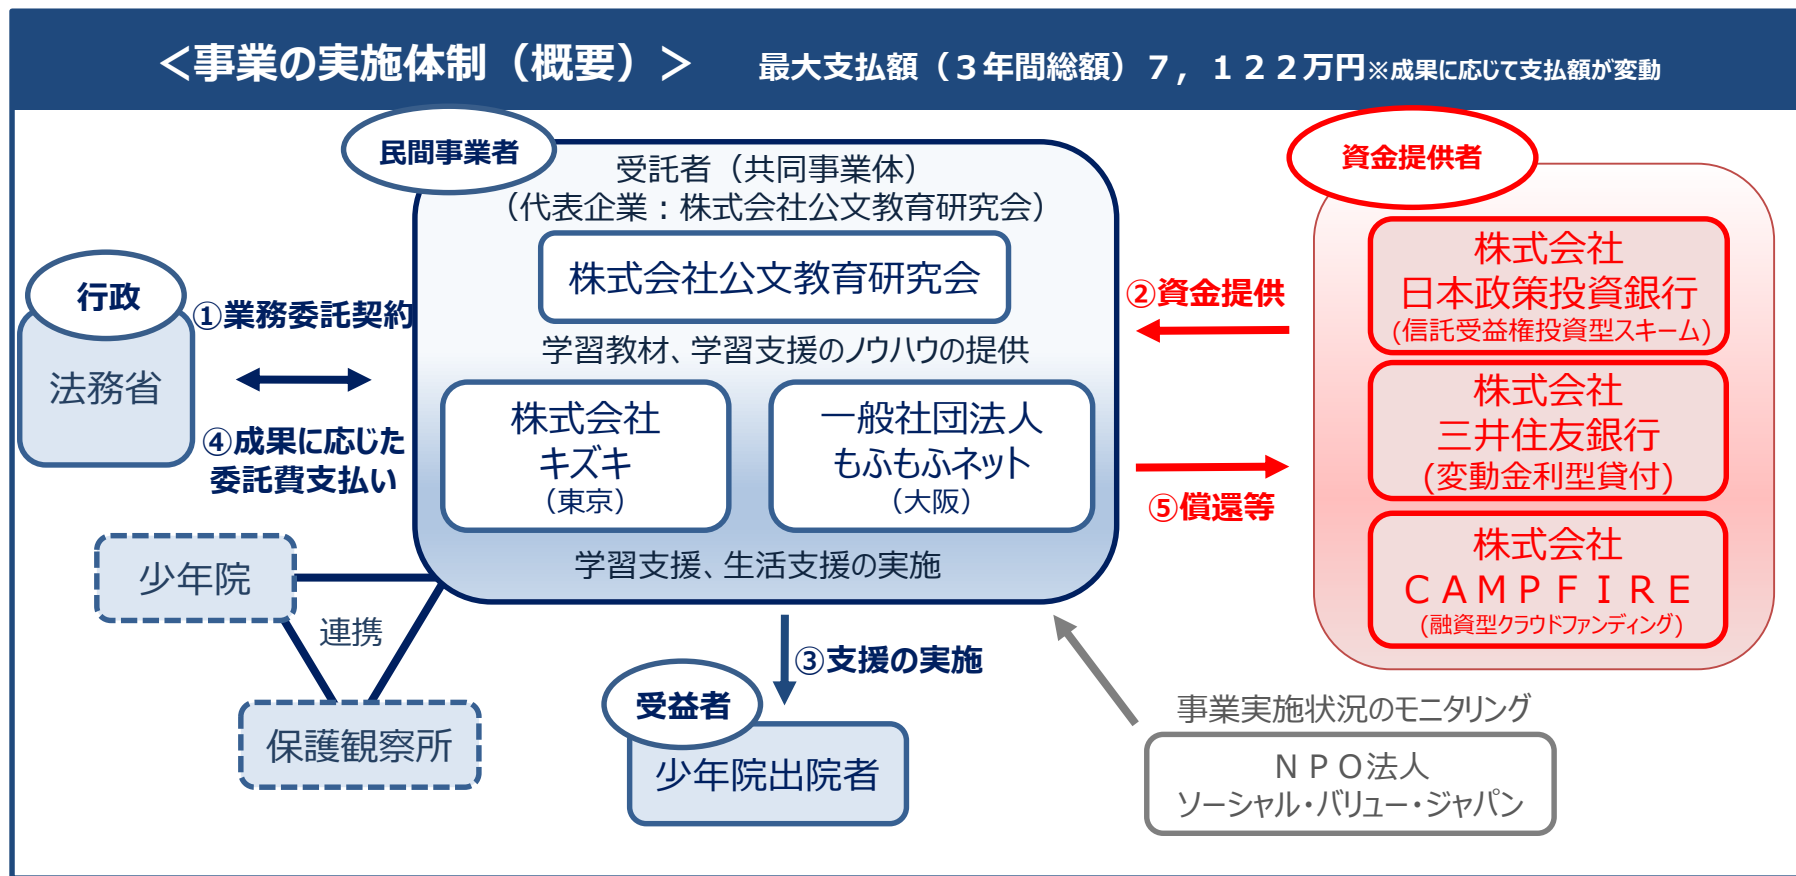 ＜事業の実施体制（概要）＞　最大支払額（３年間総額）７，１２２万円※成果に応じて支払額が変動
民間事業者
受託者（共同事業体）
（代表企業：株式会社公文教育研究会）
株式会社公文教育研究会
学習教材、学習支援のノウハウの提供
株式会社
キズキ
（東京）
一般社団法人
もふもふネット
（大阪）
学習支援、生活支援の実施
行政
法務省
①業務委託契約
④成果に応じた
委託費支払い
②資金提供
⑤償還等
資金提供者
株式会社
日本政策投資銀行
(信託受益権投資型スキーム)
株式会社
三井住友銀行
(変動金利型貸付)
株式会社
ＣＡＭＰＦＩＲＥ
(融資型クラウドファンディング)
少年院
連携
保護観察所
③支援の実施
受益者
少年院出院者
事業実施状況のモニタリング
ＮＰＯ法人
ソーシャル・バリュー・ジャパン